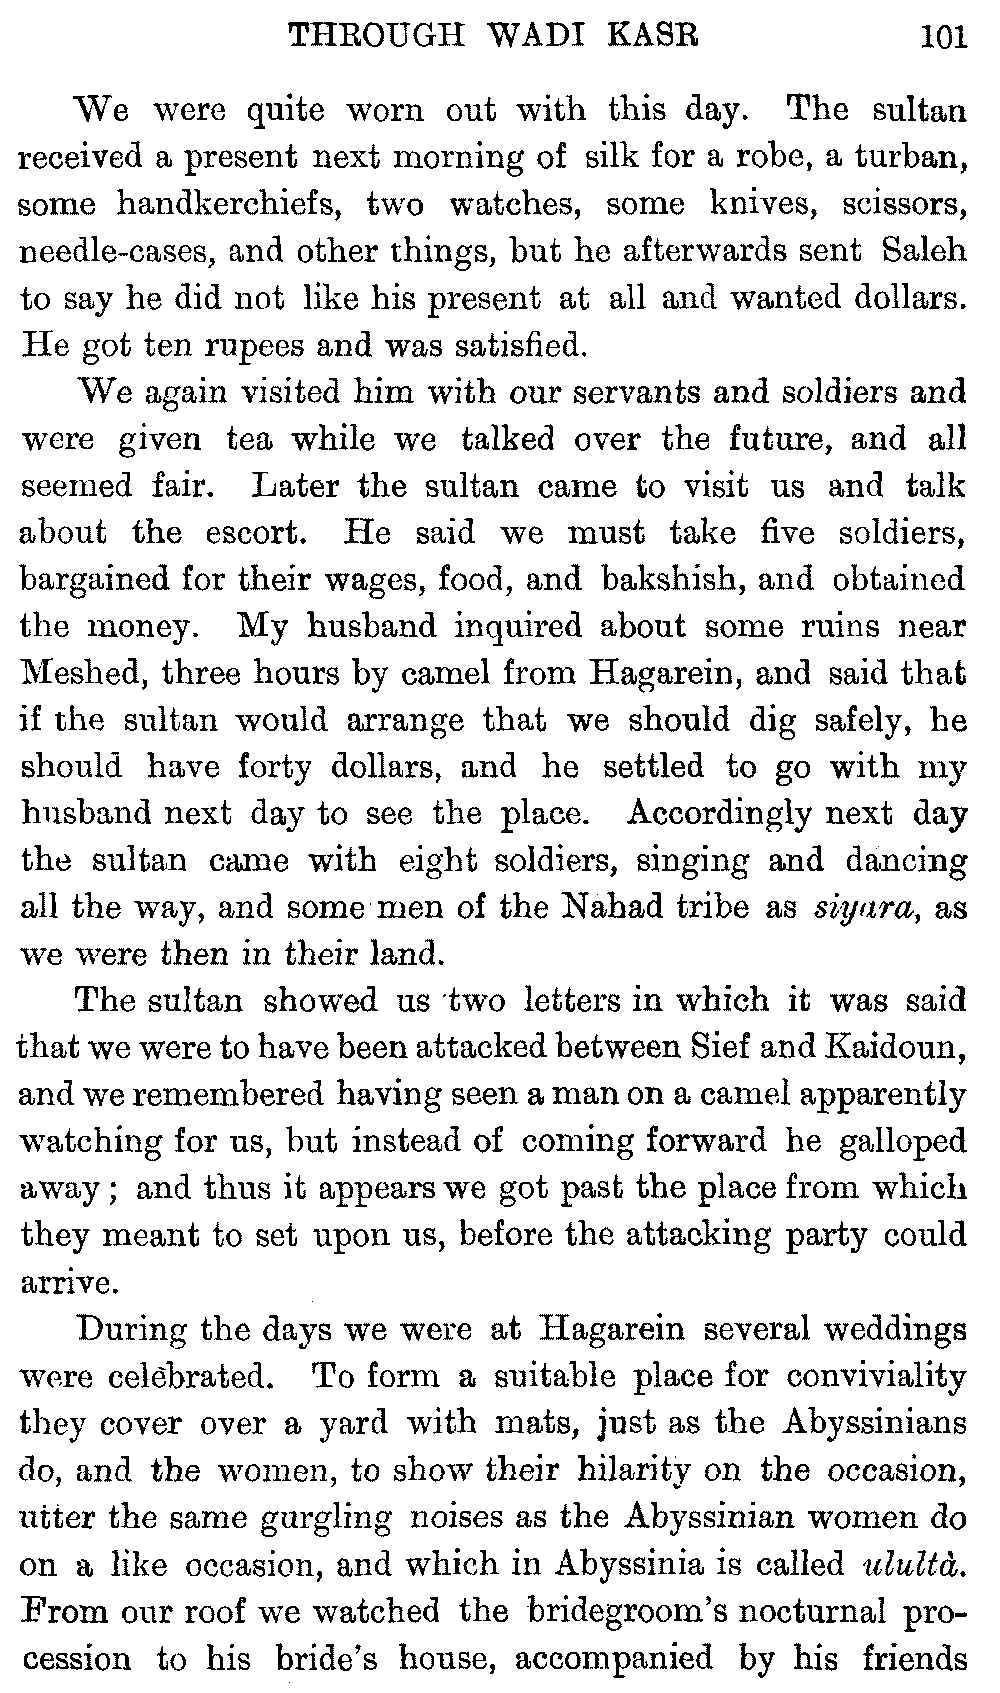 THROUGH WADI KASR 101
We were quite worn out with this day. The sultan
received a present next morning of silk for a robe, a turban,
some handkerchiefs, two watches, some knives, scissors,
needle-cases, and other things, but he afterwards sent Saleh
to say he did not like his present at all and wanted dollars.
He got ten rupees and was satisfied.
We again visited him with our servants and soldiers and
were given tea while we talked over the future, and all
seemed fair. Later the sultan came to visit us and talk
about the escort. He said we must take five soldiers,
bargained for their wages, food, and bakshish, and obtained
the money. My husband inquired about some ruins near
Meshed, three hours by camel from Hagarein, and said that
if the sultan would arrange that we should dig safely, he
should have forty dollars, and he settled to go with my
husband next day to see the place. Accordingly next day
the sultan came with eight soldiers, singing and dancing
all the way, and some men of the Nahad tribe as siyara, as
we were then in their land.
The sultan showed us two letters in which it was said
that we were to have been attacked between Sief and Kaidoun,
and we remembered having seen a man on a camel apparently
watching for us, but instead of coming forward he galloped
away; and thus it appears we got past the place from which
they meant to set upon us, before the attacking party could
arrive.
During the days we were at Hagarein several weddings
were celebrated. To form a suitable place for conviviality
they cover over a yard with mats, just as the Abyssinians
do, and the women, to show their hilarity on the occasion,
utter the same gurgling noises as the Abyssinian women do
on a like occasion, and which in Abyssinia is called ulultà.
From our roof we watched the bridegroom's nocturnal pro-
cession to his bride's house, accompanied by his friends